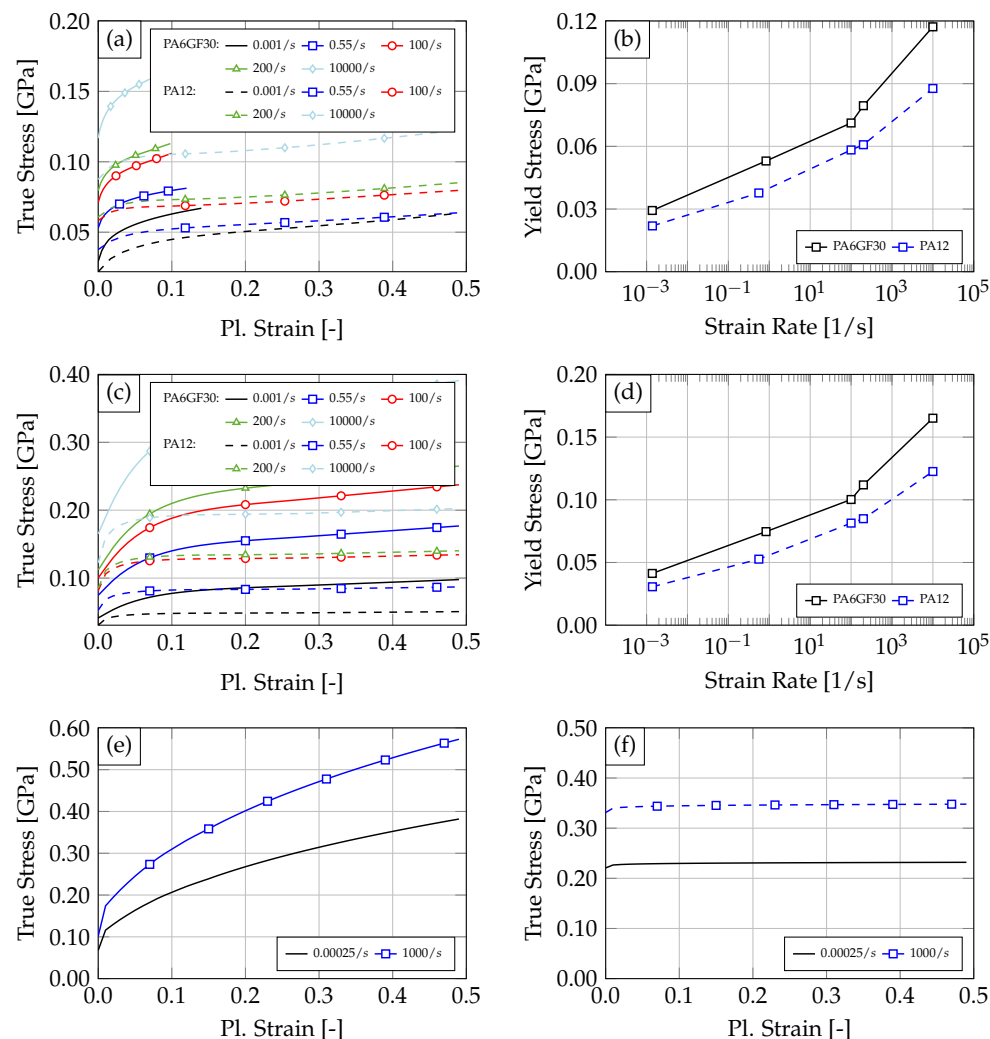 (a)
True Stress [GPa]
0.20
0.15
0.10
0.05
PA6GF30: 0.001/s 0.55/s 100/s
200/s 10000/s
PA12: 0.001/s 0.55/s 100/s
200/s 10000/s
0.0 0.1 0.2 0.3 0.4 0.5
Pl. Strain [-]
(b)
Yield Stress [GPa]
0.12
0.09
0.06
0.03
0.00
PA6GF30 PA12
10⁻³ 10⁻¹ 10¹ 10³ 10⁵
Strain Rate [1/s]
(c)
True Stress [GPa]
0.40
0.30
0.20
0.10
PA6GF30: 0.001/s 0.55/s 100/s
200/s 10000/s
PA12: 0.001/s 0.55/s 100/s
200/s 10000/s
0.0 0.1 0.2 0.3 0.4 0.5
Pl. Strain [-]
(d)
Yield Stress [GPa]
0.20
0.15
0.10
0.05
0.00
PA6GF30 PA12
10⁻³ 10⁻¹ 10¹ 10³ 10⁵
Strain Rate [1/s]
(e)
True Stress [GPa]
0.60
0.50
0.40
0.30
0.20
0.10
0.00
0.00025/s 1000/s
0.0 0.1 0.2 0.3 0.4 0.5
Pl. Strain [-]
(f)
True Stress [GPa]
0.50
0.40
0.30
0.20
0.10
0.00
0.00025/s 1000/s
0.0 0.1 0.2 0.3 0.4 0.5
Pl. Strain [-]